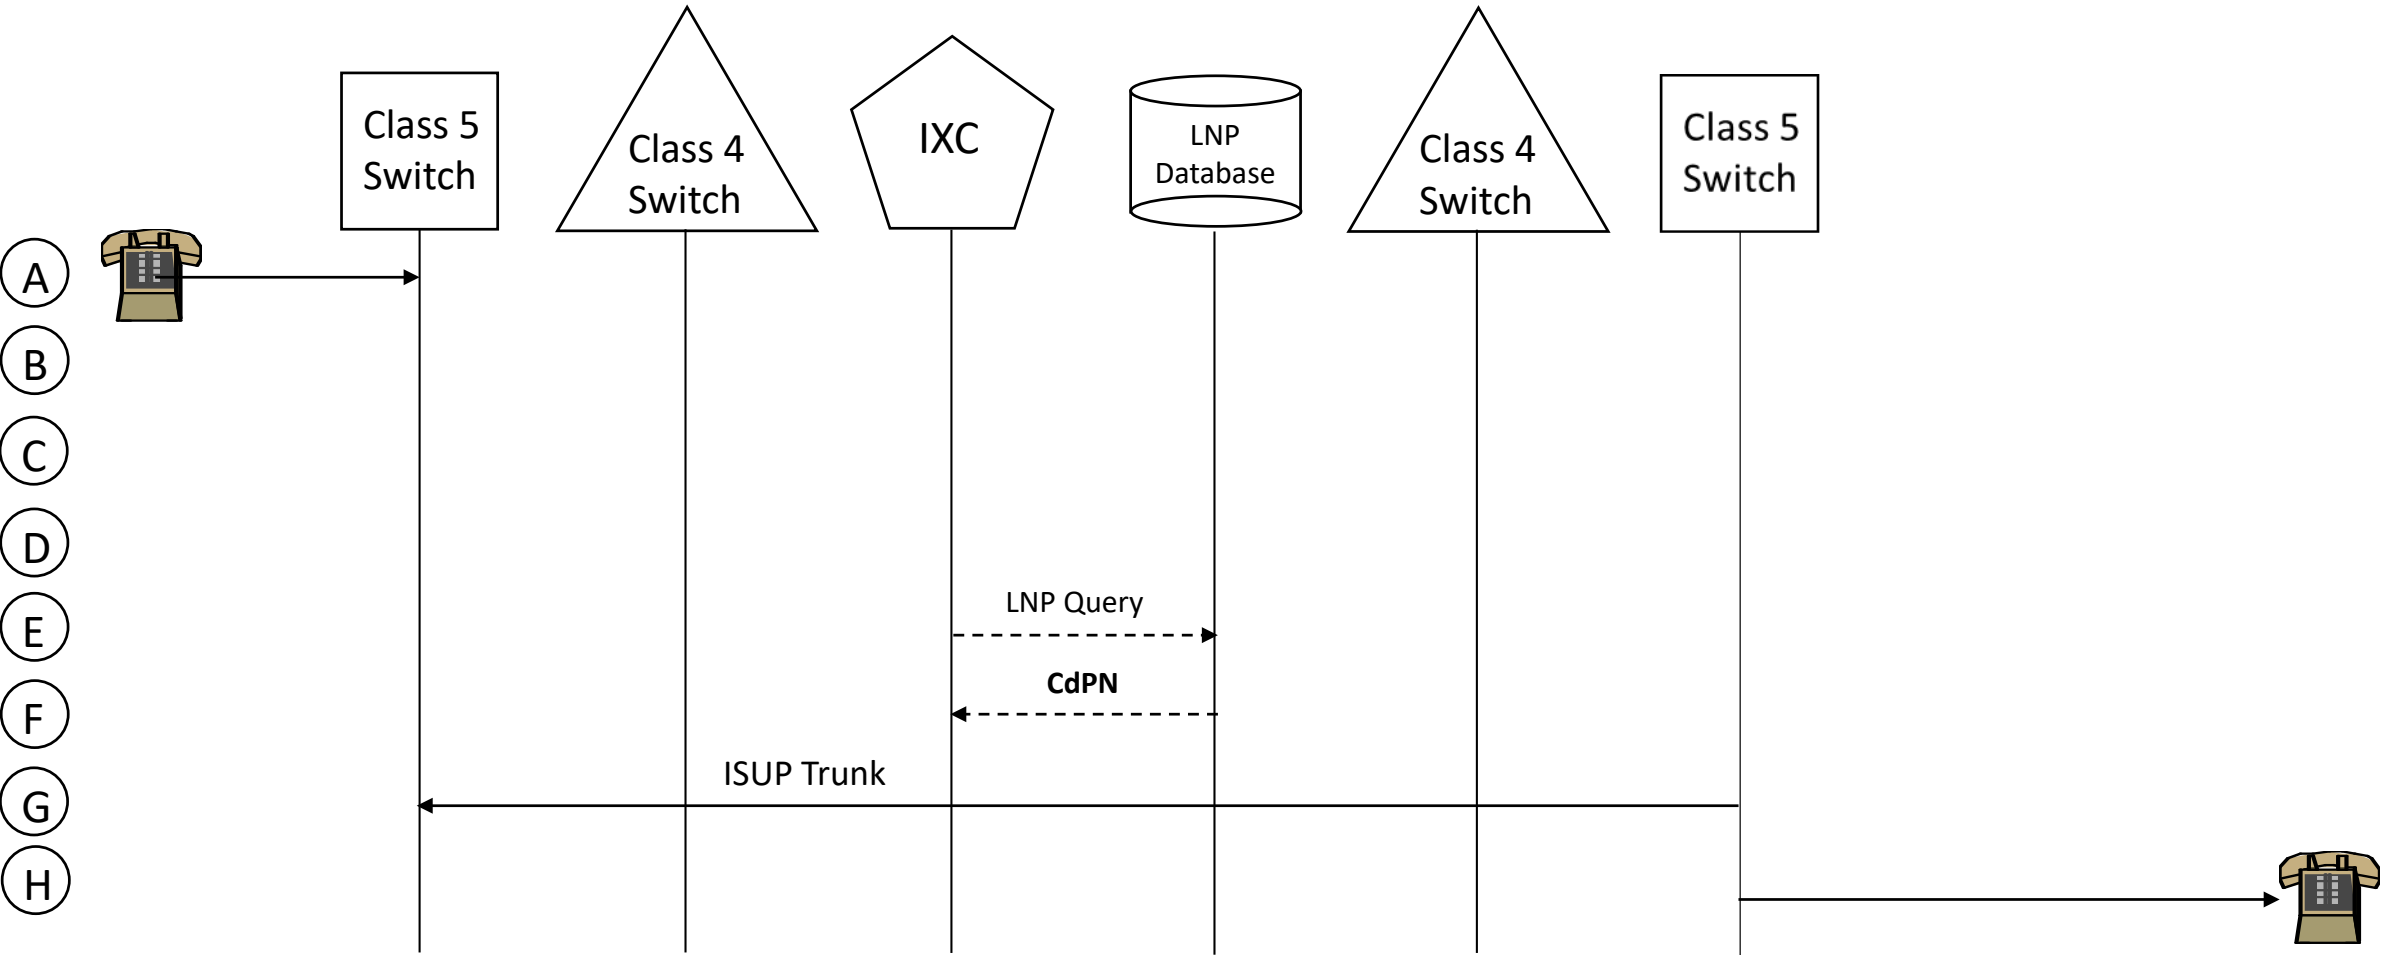 Class 5
Switch
Class 4
Switch
IXC
LNP
Database
Class 4
Switch
Class 5
Switch
A
B
C
D
E
LNP Query
F
CdPN
G
ISUP Trunk
H